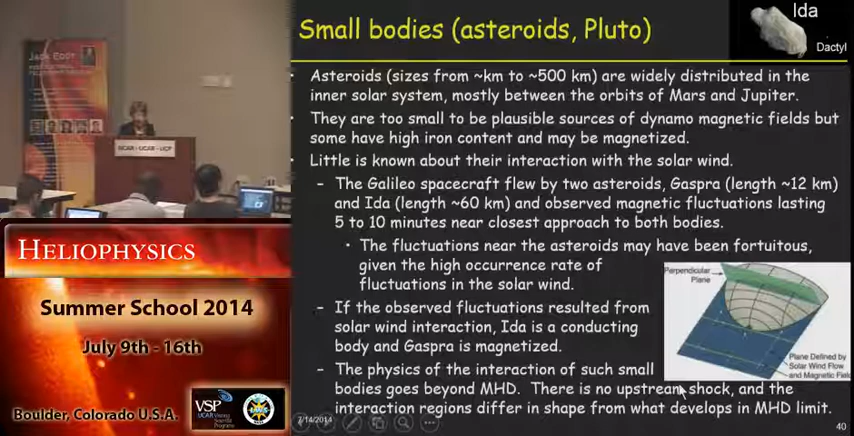 Small bodies (asteroids, Pluto)
Ida
Dactyl
Asteroids (sizes from ~km to ~500 km) are widely distributed in the
inner solar system, mostly between the orbits of Mars and Jupiter.
They are too small to be plausible sources of dynamo magnetic fields but
some have high iron content and may be magnetized.
Little is known about their interaction with the solar wind.
– The Galileo spacecraft flew by two asteroids, Gaspra (length ~12 km)
and Ida (length ~60 km) and observed magnetic fluctuations lasting
5 to 10 minutes near closest approach to both bodies.
• The fluctuations near the asteroids may have been fortuitous,
given the high occurrence rate of
fluctuations in the solar wind.
– If the observed fluctuations resulted from
solar wind interaction, Ida is a conducting
body and Gaspra is magnetized.
– The physics of the interaction of such small
bodies goes beyond MHD. There is no upstream shock, and the
interaction regions differ in shape from what develops in MHD limit.
Perpendicular
Plane
Plane Defined by
Solar Wind Flow
and Magnetic Field
7/14/2014
40
Jack Eddy
UCAR • UCAR • UCP
HELIOPHYSICS
Summer School 2014
July 9th - 16th
Boulder, Colorado U.S.A.
VSP
UCAR Visiting
Scientist
Programs